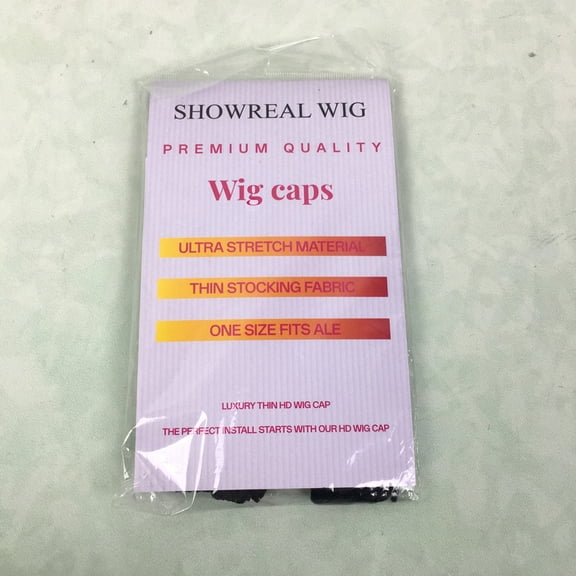 SHOWREAL WIG
PREMIUM QUALITY
Wig caps
ULTRA STRETCH MATERIAL
THIN STOCKING FABRIC
ONE SIZE FITS ALE
LUXURY THIN HD WIG CAP
THE PERFECT INSTALL STARTS WITH OUR HD WIG CAP